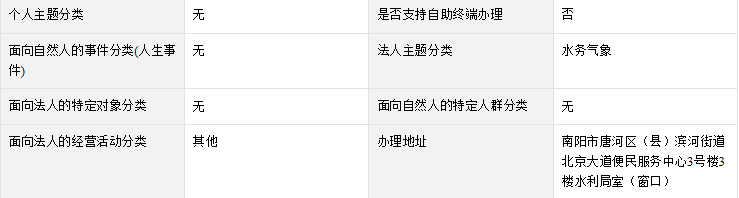 个人主题分类 无 是否支持自助终端办理 否
面向自然人的事件分类(人生事
件) 无 法人主题分类 水务气象
面向法人的特定对象分类 无 面向自然人的特定人群分类 无
面向法人的经营活动分类 其他 办理地址 南阳市唐河区（县）滨河街道
北京大道便民服务中心3号楼3
楼水利局室（窗口）